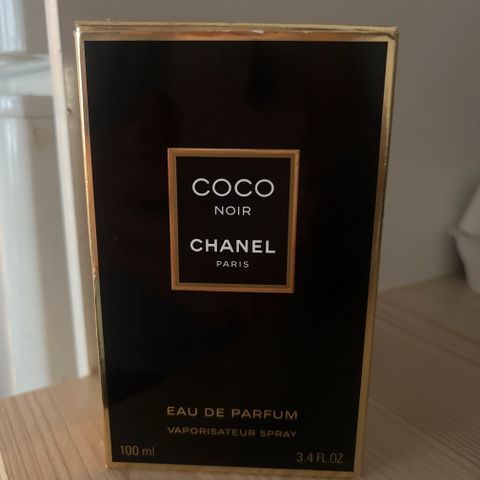 COCO
NOIR
CHANEL
PARIS
EAU DE PARFUM
VAPORISATEUR SPRAY
100 ml 3.4 FL.OZ.